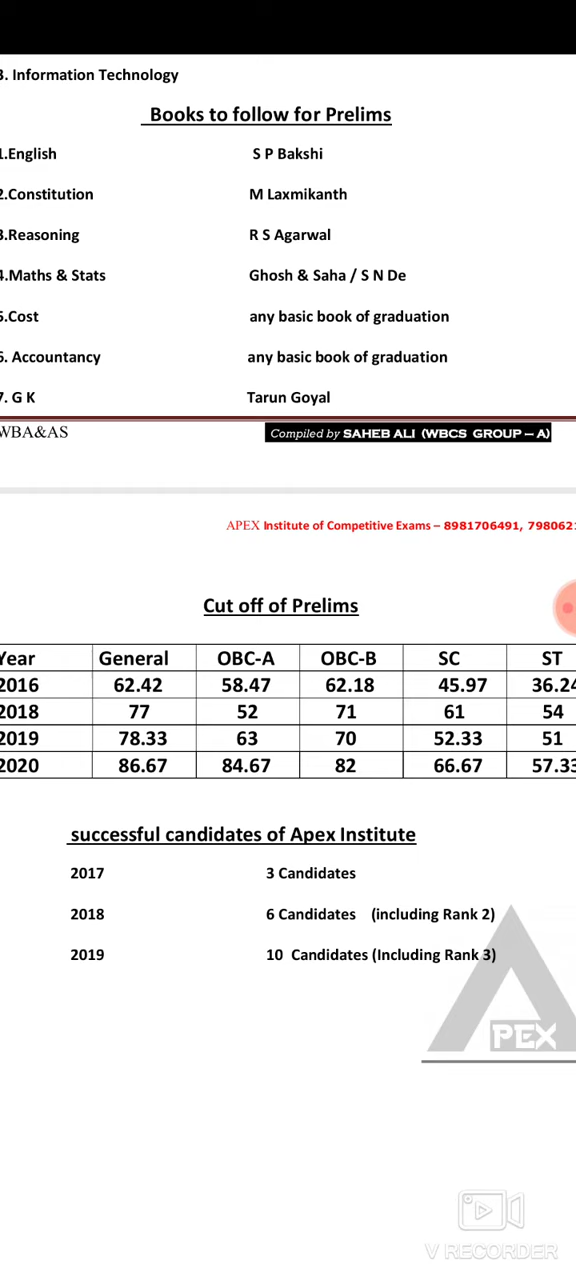 3. Information Technology
Books to follow for Prelims
1.English S P Bakshi
2.Constitution M Laxmikanth
3.Reasoning R S Agarwal
4.Maths & Stats Ghosh & Saha / S N De
5.Cost any basic book of graduation
6. Accountancy any basic book of graduation
7. G K Tarun Goyal
WBA&AS Compiled by SAHEB ALI (WBCS GROUP – A)
APEX Institute of Competitive Exams – 8981706491, 798062
Cut off of Prelims
Year General OBC-A OBC-B SC ST
2016 62.42 58.47 62.18 45.97 36.24
2018 77 52 71 61 54
2019 78.33 63 70 52.33 51
2020 86.67 84.67 82 66.67 57.33
successful candidates of Apex Institute
2017 3 Candidates
2018 6 Candidates (including Rank 2)
2019 10 Candidates (Including Rank 3)
APEX
V RECORDER